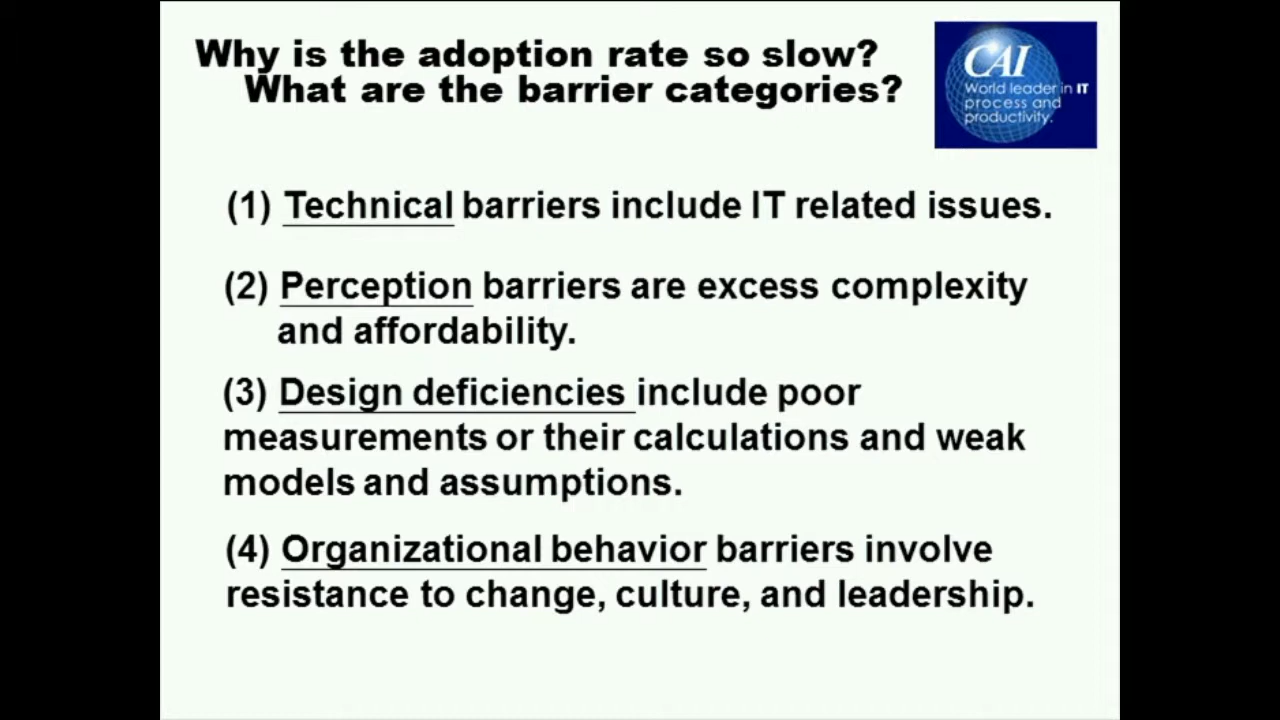 Why is the adoption rate so slow?
What are the barrier categories?
CAI
World leader in IT
process and
productivity.
(1) Technical barriers include IT related issues.
(2) Perception barriers are excess complexity
and affordability.
(3) Design deficiencies include poor
measurements or their calculations and weak
models and assumptions.
(4) Organizational behavior barriers involve
resistance to change, culture, and leadership.